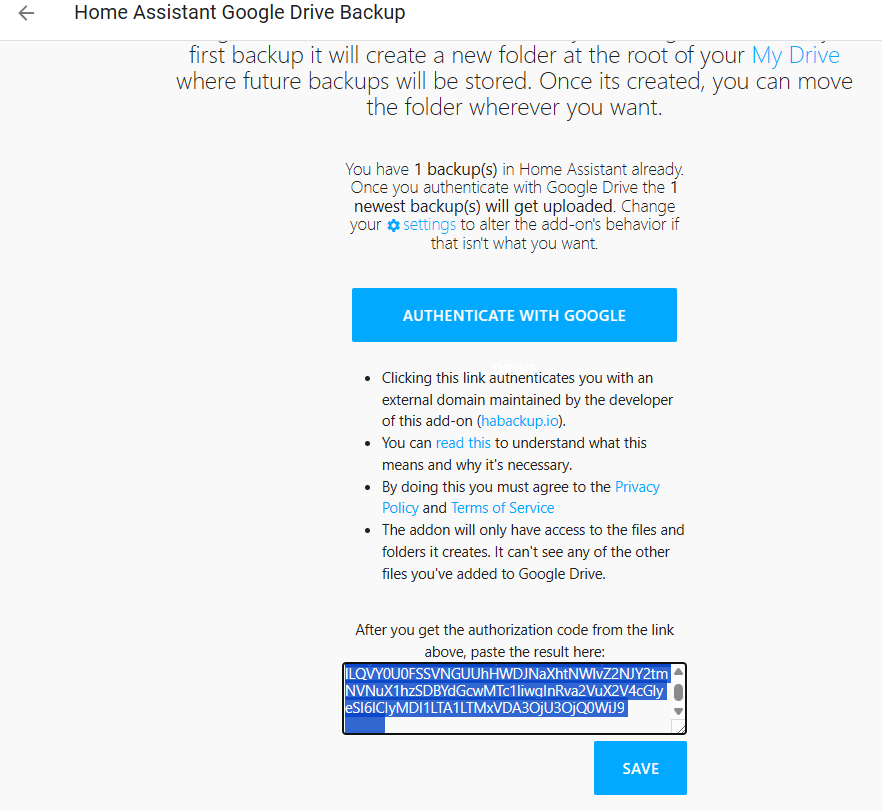 Home Assistant Google Drive Backup
first backup it will create a new folder at the root of your My Drive
where future backups will be stored. Once its created, you can move
the folder wherever you want.
You have 1 backup(s) in Home Assistant already.
Once you authenticate with Google Drive the 1
newest backup(s) will get uploaded. Change
your settings to alter the add-on's behavior if
that isn't what you want.
AUTHENTICATE WITH GOOGLE
• Clicking this link autnenticates you with an
external domain maintained by the developer
of this add-on (habackup.io).
• You can read this to understand what this
means and why it's necessary.
• By doing this you must agree to the Privacy
Policy and Terms of Service
• The addon will only have access to the files and
folders it creates. It can't see any of the other
files you've added to Google Drive.
After you get the authorization code from the link
above, paste the result here:
NVNuX1hzSDBYdGcwMTc1IiwgInRva2VuX2V4cGly
eSI6ICIyMDI1LTA1LTMxVDA3OjU3OjQ0WiJ9
SAVE